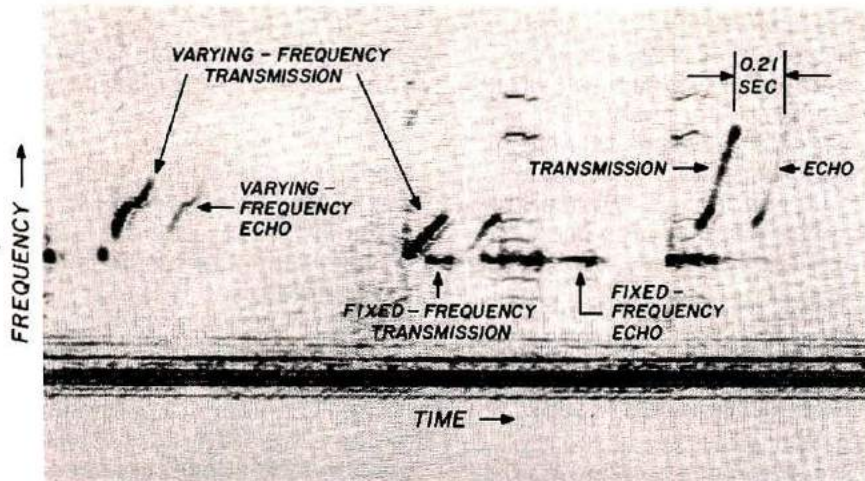 VARYING - FREQUENCY
TRANSMISSION
0.21
SEC
TRANSMISSION
ECHO
VARYING -
FREQUENCY
ECHO
FREQUENCY
FIXED - FREQUENCY
TRANSMISSION
FIXED -
FREQUENCY
ECHO
TIME